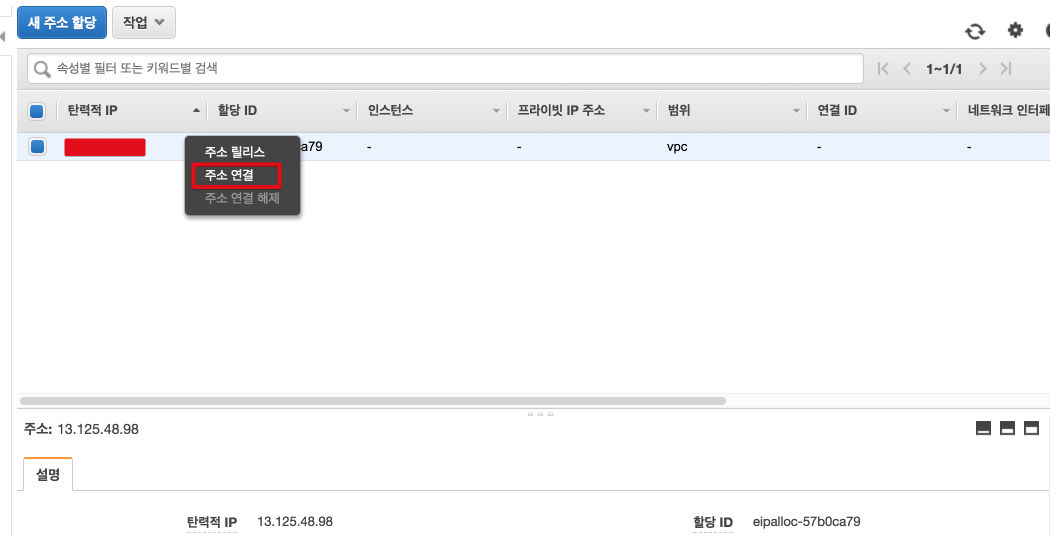 새 주소 할당 작업
속성별 필터 또는 키워드별 검색 1~1/1
탄력적 IP 할당 ID 인스턴스 프라이빗 IP 주소 범위 연결 ID 네트워크 인터페
ca79 - - vpc - -
주소 릴리스
주소 연결
주소 연결 해제
주소: 13.125.48.98
설명
탄력적 IP 13.125.48.98 할당 ID eipalloc-57b0ca79